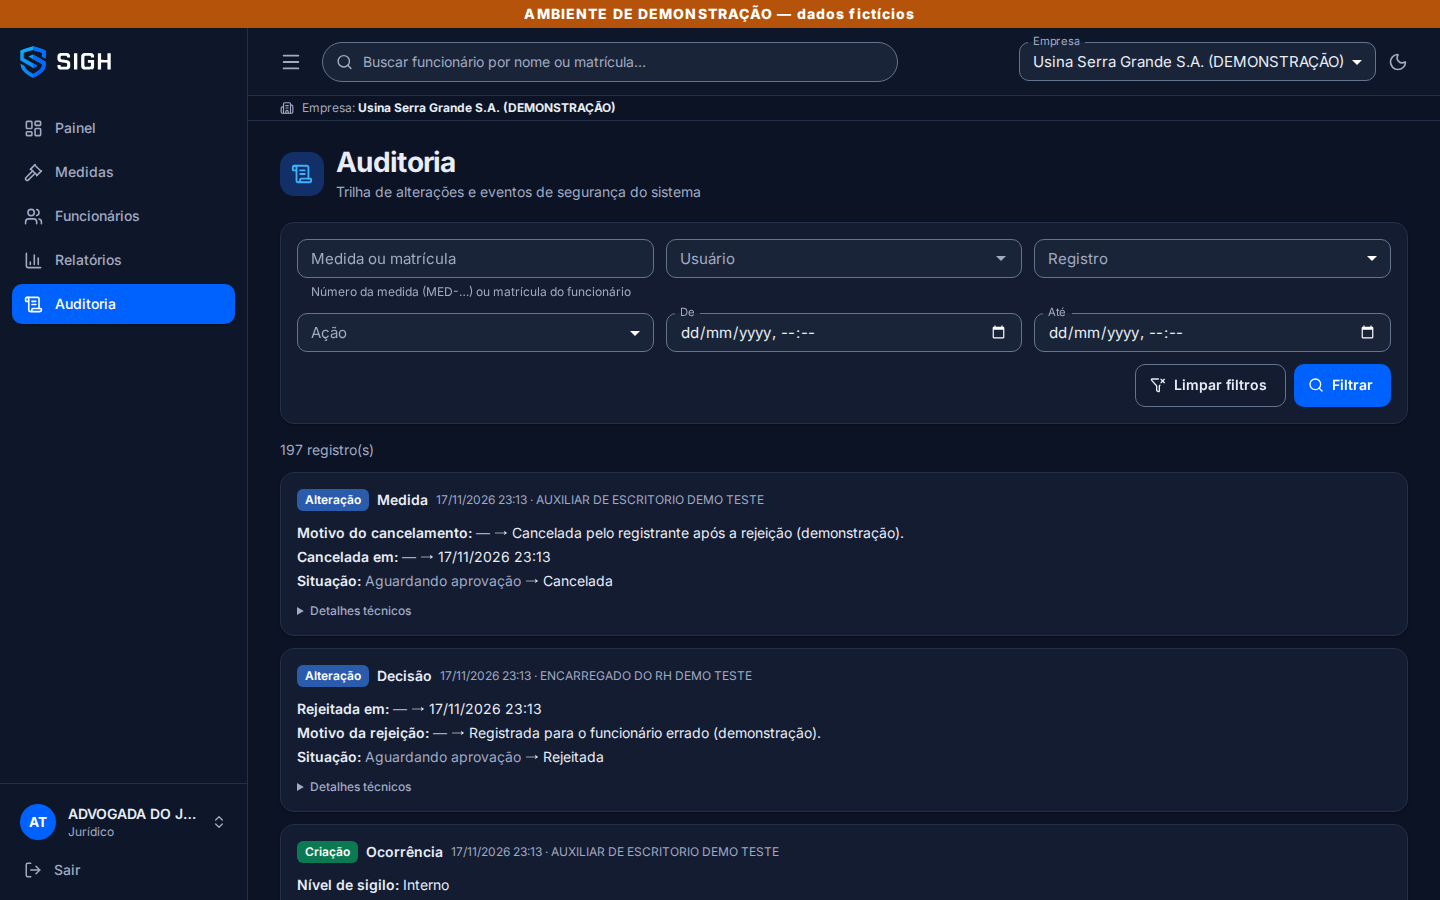 AMBIENTE DE DEMONSTRAÇÃO — dados fictícios
SIGH
Buscar funcionário por nome ou matrícula...
Empresa
Usina Serra Grande S.A. (DEMONSTRAÇÃO)
Empresa: Usina Serra Grande S.A. (DEMONSTRAÇÃO)
Painel
Medidas
Funcionários
Relatórios
Auditoria
Auditoria
Trilha de alterações e eventos de segurança do sistema
Medida ou matrícula
Usuário
Registro
Número da medida (MED-...) ou matrícula do funcionário
Ação
De
dd/mm/yyyy, --:--
Até
dd/mm/yyyy, --:--
Limpar filtros
Filtrar
197 registro(s)
Alteração Medida 17/11/2026 23:13 · AUXILIAR DE ESCRITORIO DEMO TESTE
Motivo do cancelamento: — → Cancelada pelo registrante após a rejeição (demonstração).
Cancelada em: — → 17/11/2026 23:13
Situação: Aguardando aprovação → Cancelada
Detalhes técnicos
Alteração Decisão 17/11/2026 23:13 · ENCARREGADO DO RH DEMO TESTE
Rejeitada em: — → 17/11/2026 23:13
Motivo da rejeição: — → Registrada para o funcionário errado (demonstração).
Situação: Aguardando aprovação → Rejeitada
Detalhes técnicos
Criação Ocorrência 17/11/2026 23:13 · AUXILIAR DE ESCRITORIO DEMO TESTE
Nível de sigilo: Interno
AT
ADVOGADA DO J...
Jurídico
Sair